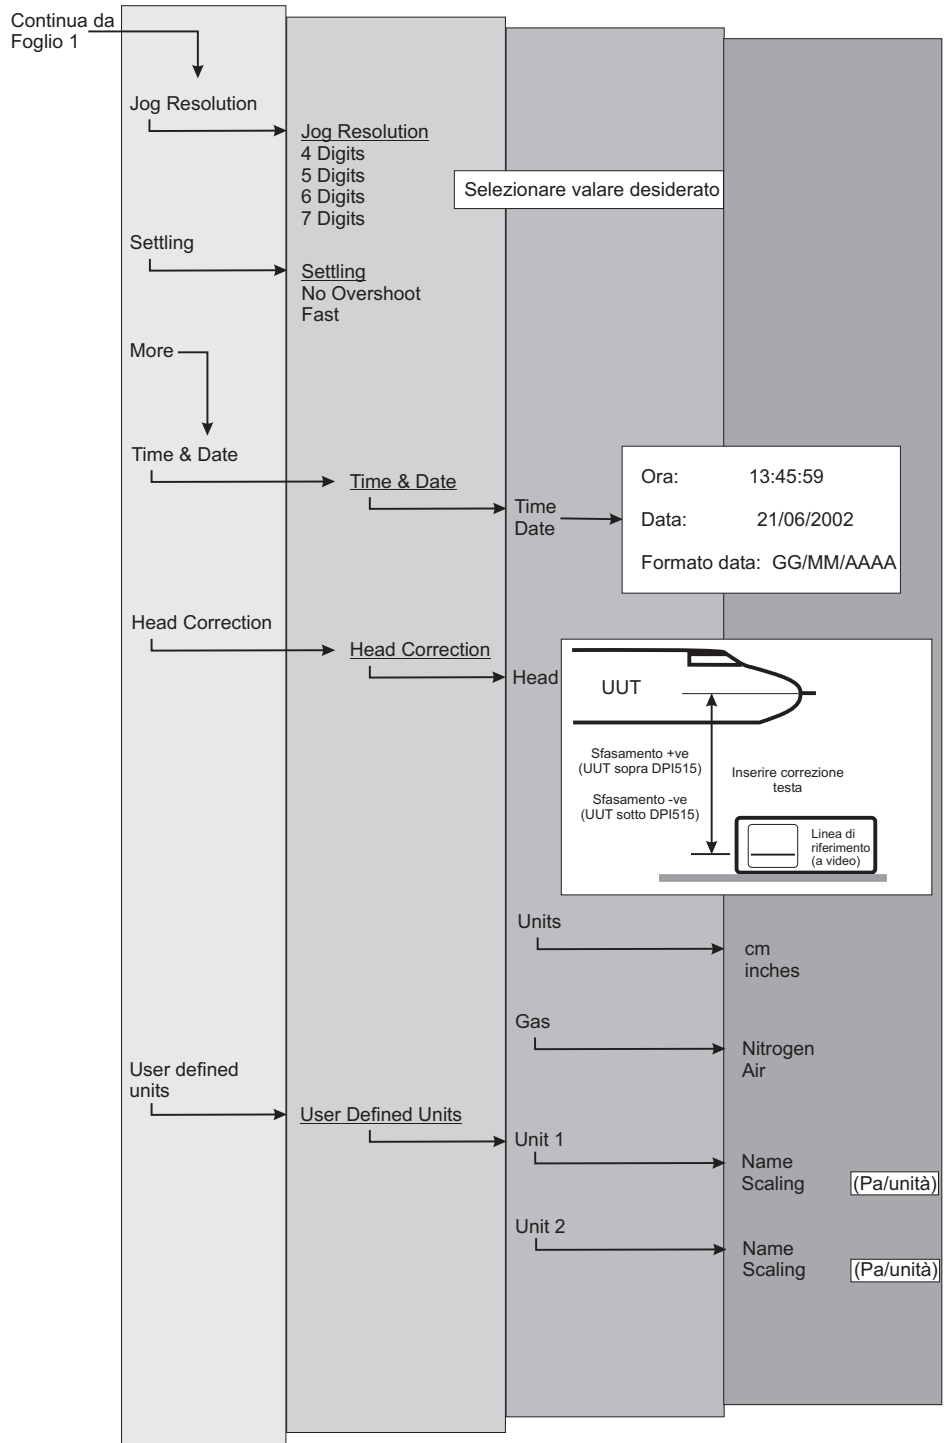 Continua da
Foglio 1
Jog Resolution
Jog Resolution
4 Digits
5 Digits
6 Digits
7 Digits
Selezionare valare desiderato
Settling
Settling
No Overshoot
Fast
More
Time & Date
Time & Date
Time
Date
Ora: 13:45:59
Data: 21/06/2002
Formato data: GG/MM/AAAA
Head Correction
Head Correction
Head
UUT
Sfasamento +ve
(UUT sopra DPI515)
Sfasamento -ve
(UUT sotto DPI515)
Inserire correzione
testa
Linea di
riferimento
(a video)
Units
cm
inches
Gas
Nitrogen
Air
User defined
units
User Defined Units
Unit 1
Name
Scaling (Pa/unità)
Unit 2
Name
Scaling (Pa/unità)